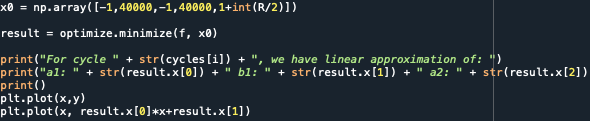 x0 = np.array([-1,40000,-1,40000,1+int(R/2)])
result = optimize.minimize(f, x0)
print("For cycle " + str(cycles[i]) + ", we have linear approximation of: ")
print("a1: " + str(result.x[0]) + " b1: " + str(result.x[1]) + " a2: " + str(result.x[2])
print()
plt.plot(x,y)
plt.plot(x, result.x[0]*x+result.x[1])